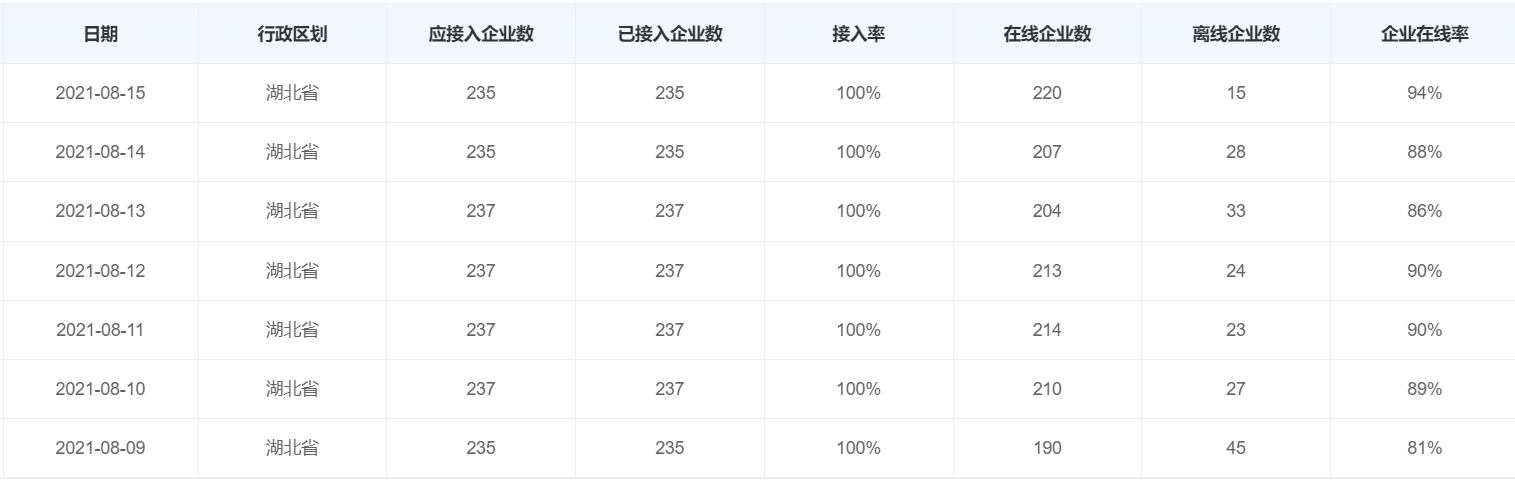 日期 行政区划 应接入企业数 已接入企业数 接入率 在线企业数 离线企业数 企业在线率
2021-08-15 湖北省 235 235 100% 220 15 94%
2021-08-14 湖北省 235 235 100% 207 28 88%
2021-08-13 湖北省 237 237 100% 204 33 86%
2021-08-12 湖北省 237 237 100% 213 24 90%
2021-08-11 湖北省 237 237 100% 214 23 90%
2021-08-10 湖北省 237 237 100% 210 27 89%
2021-08-09 湖北省 235 235 100% 190 45 81%